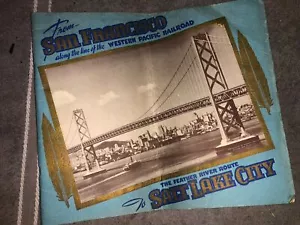 From
SAN FRANCISCO
along the line of the WESTERN PACIFIC RAILROAD
THE FEATHER RIVER ROUTE
To SALT LAKE CITY